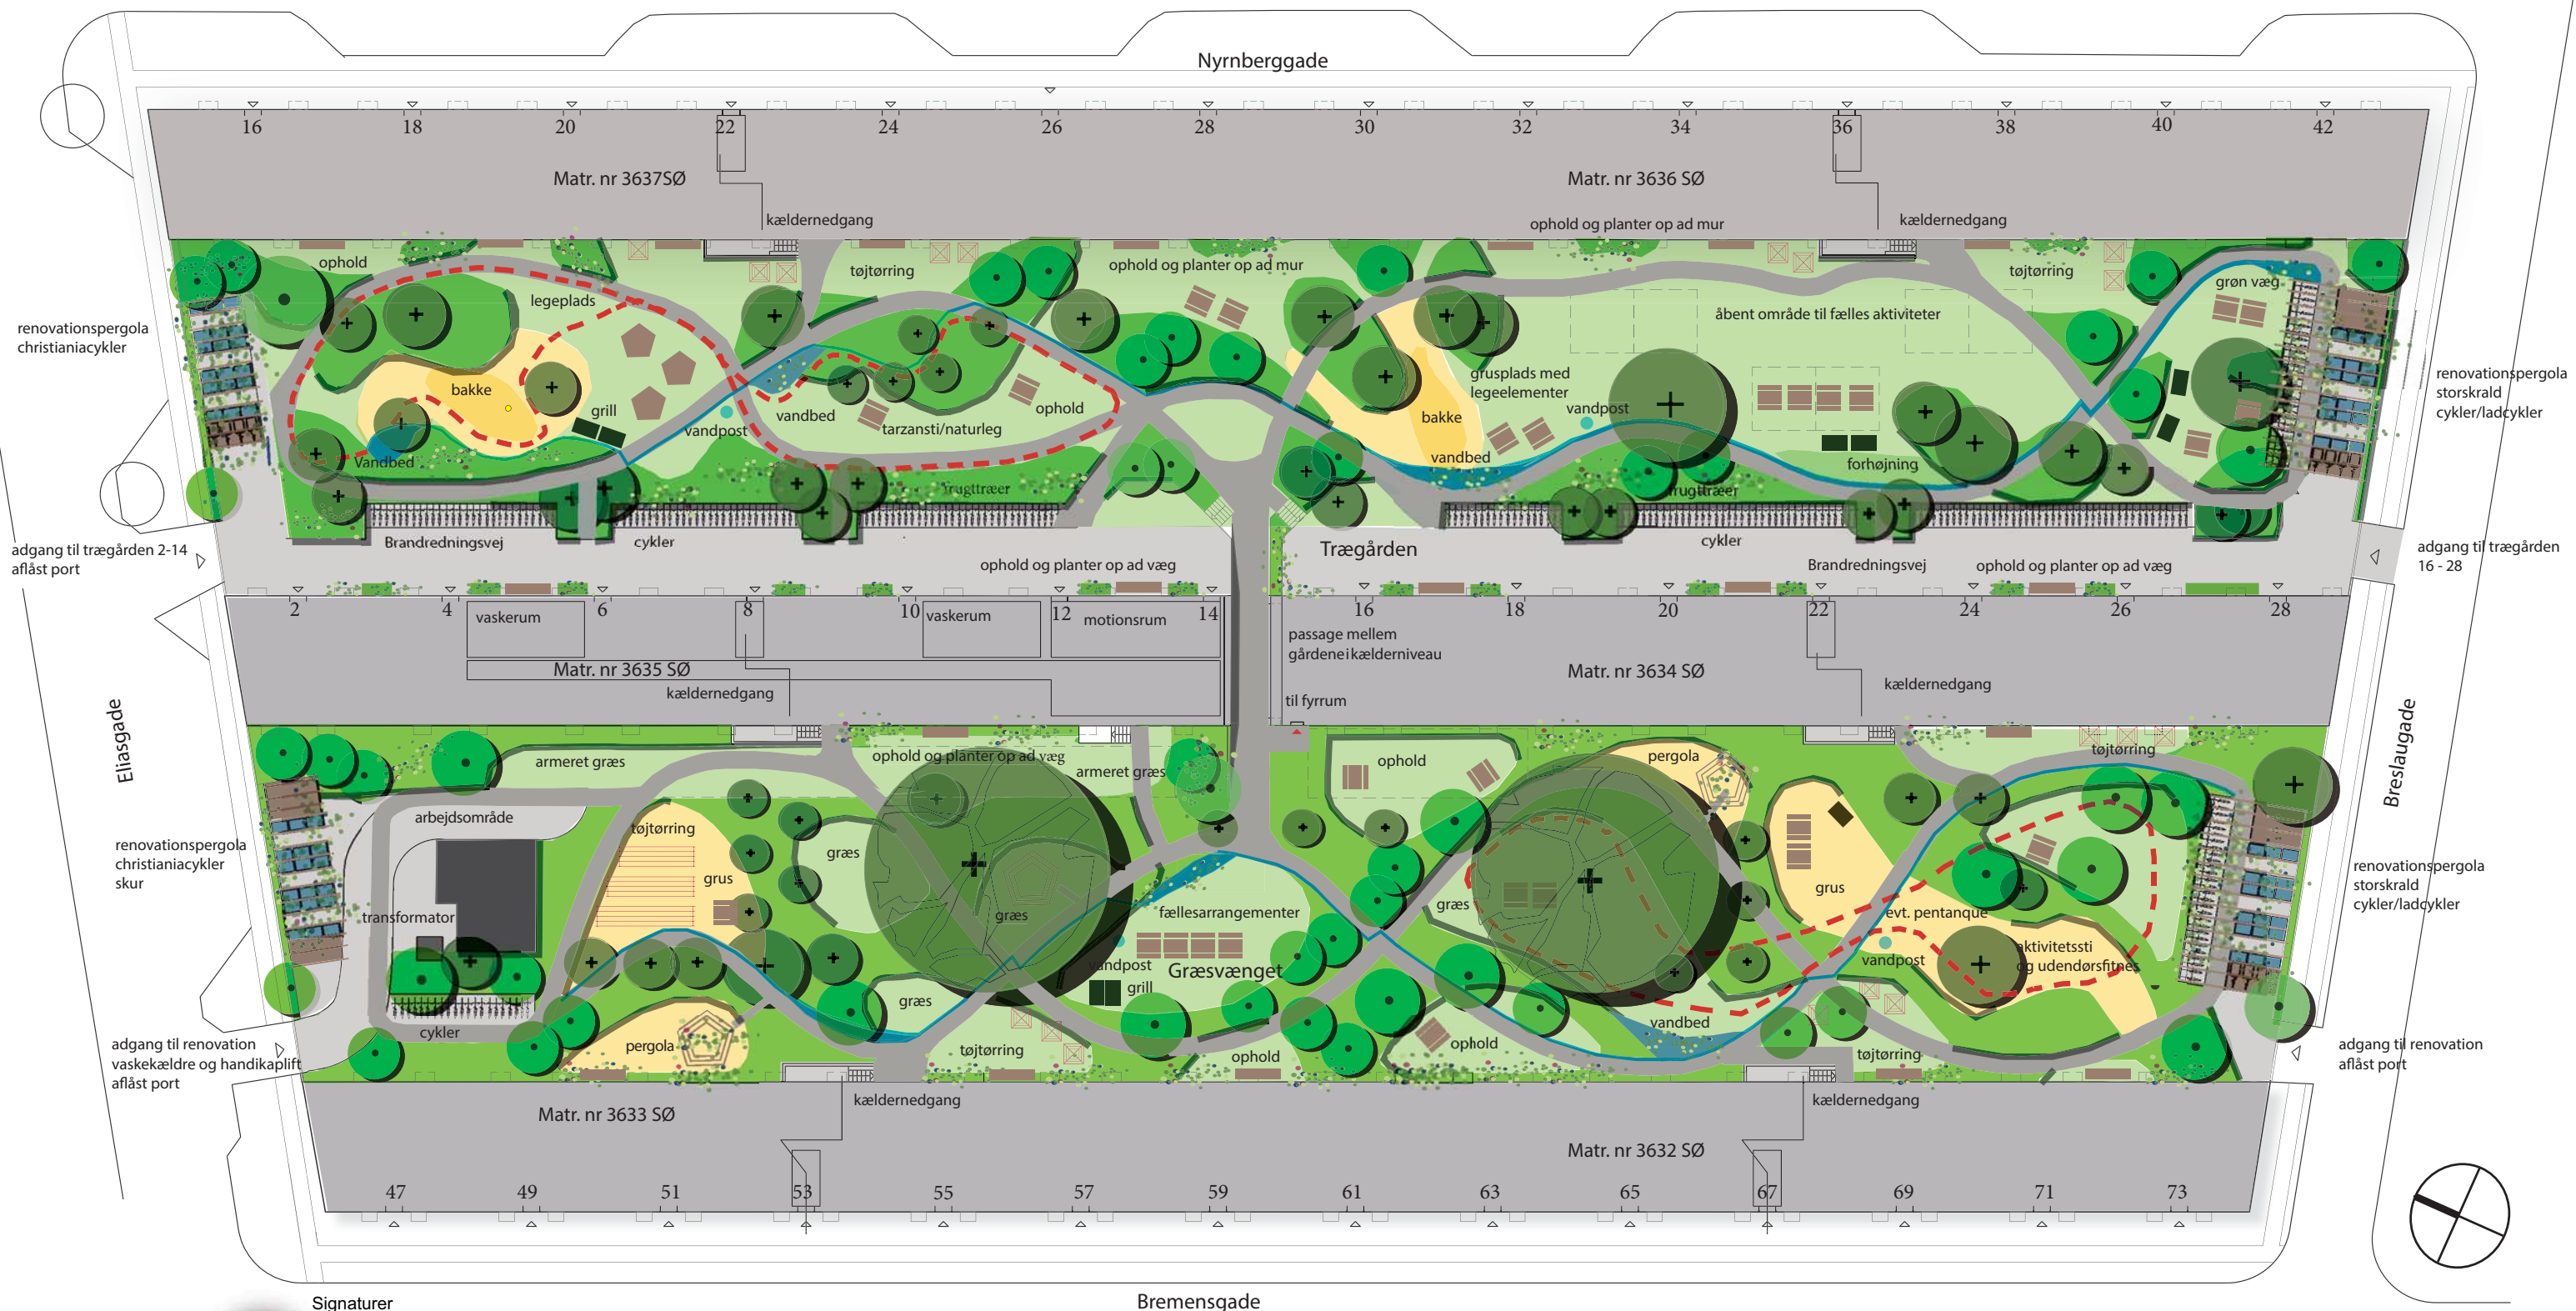 Nyrnberggade
16 18 20 22 24 26 28 30 32 34 36 38 40 42
Matr. nr 3637SØ
Matr. nr 3636 SØ
kældernedgang
ophold og planter op ad mur
kældernedgang
ophold
legeplads
tøjtørring
ophold og planter op ad mur
tøjtørring
grøn væg
åbent område til fælles aktiviteter
renovationspergola
christianiacykler
bakke
grill
vandpost
vandbed
tarzansti/naturleg
ophold
Vandbed
frugttræer
grusplads med
legeelementer
vandpost
bakke
vandbed
forhøjning
frugttræer
renovationspergola
storskrald
cykler/ladcykler
adgang til trægården 2-14
aflåst port
Brandredningsvej
cykler
ophold og planter op ad væg
Trægården
cykler
Brandredningsvej
ophold og planter op ad væg
adgang til trægården
16 - 28
2 4 6 8 10 12 14 16 18 20 22 24 26 28
vaskerum
vaskerum
motionsrum
passage mellem
gårdene i kælderniveau
Matr. nr 3635 SØ
Matr. nr 3634 SØ
kældernedgang
kældernedgang
til fyrrum
Eliasgade
Breslaugade
armeret græs
ophold og planter op ad væg
armeret græs
ophold
pergola
tøjtørring
arbejdsområde
tøjtørring
græs
grus
renovationspergola
christianiacykler
skur
transformator
græs
fællesarrangementer
græs
grus
evt. pentanque
renovationspergola
storskrald
cykler/ladcykler
vandpost
Græsvænget
grill
græs
aktivitetssti
og udendørsfitnes
vandpost
cykler
pergola
tøjtørring
ophold
ophold
vandbed
tøjtørring
adgang til renovation
vaskekældre og handikaplift
aflåst port
adgang til renovation
aflåst port
kældernedgang
kældernedgang
Matr. nr 3633 SØ
Matr. nr 3632 SØ
47 49 51 53 55 57 59 61 63 65 67 69 71 73
Signaturer
Bremensgade